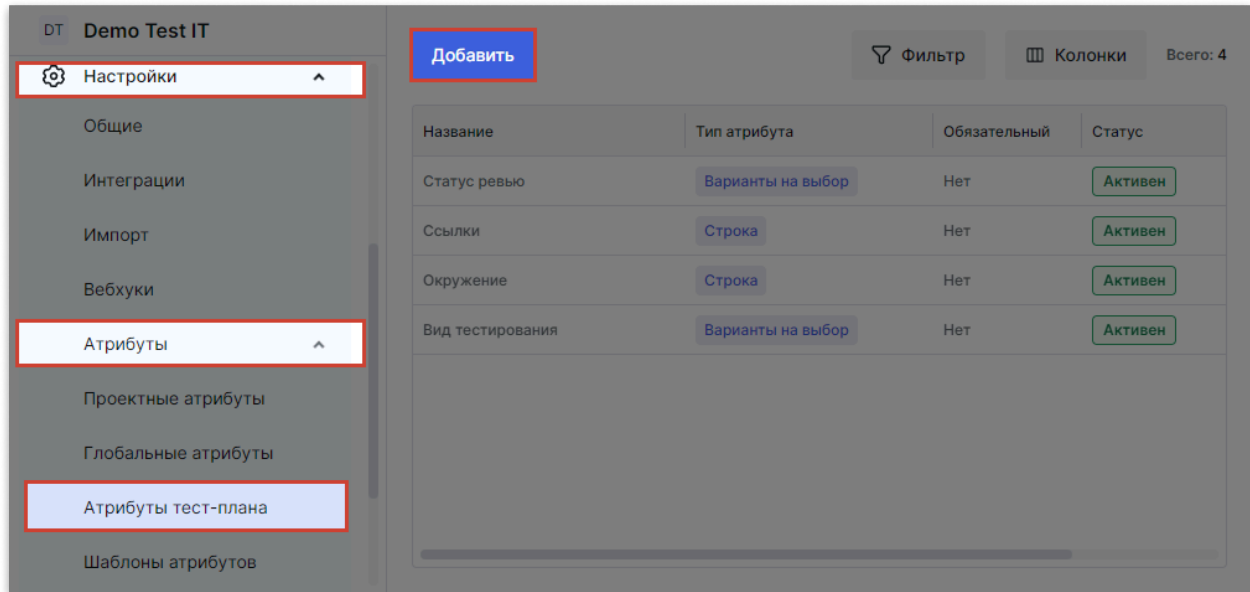 DT Demo Test IT
Настройки
Общие
Интеграции
Импорт
Вебхуки
Атрибуты
Проектные атрибуты
Глобальные атрибуты
Атрибуты тест-плана
Шаблоны атрибутов
Добавить
Фильтр
Колонки
Всего: 4
Название Тип атрибута Обязательный Статус
Статус ревью Варианты на выбор Нет Активен
Ссылки Строка Нет Активен
Окружение Строка Нет Активен
Вид тестирования Варианты на выбор Нет Активен